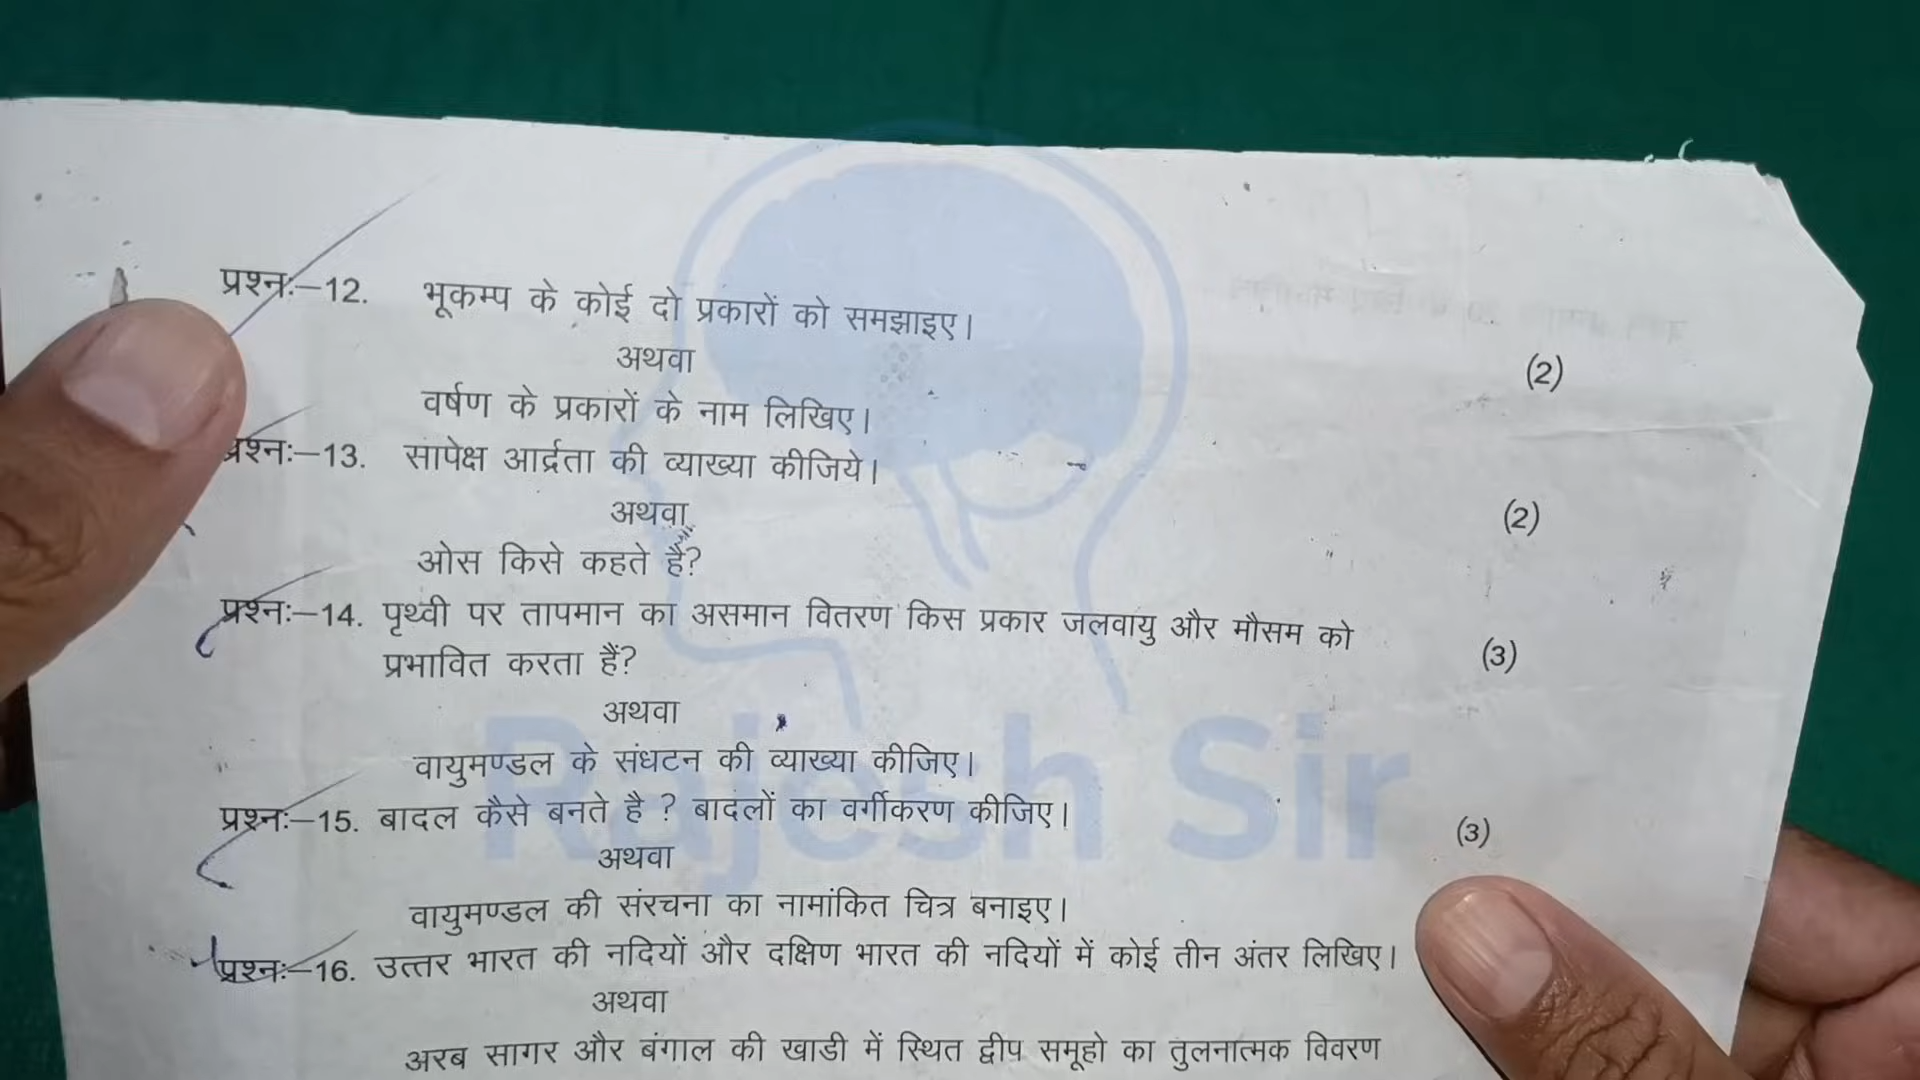 प्रश्नः–12. भूकम्प के कोई दो प्रकारों को समझाइए।
अथवा (2)
वर्षण के प्रकारों के नाम लिखिए।
प्रश्नः–13. सापेक्ष आर्द्रता की व्याख्या कीजिये।
अथवा (2)
ओस किसे कहते हैं?
प्रश्नः–14. पृथ्वी पर तापमान का असमान वितरण किस प्रकार जलवायु और मौसम को
प्रभावित करता हैं? (3)
अथवा
वायुमण्डल के संधटन की व्याख्या कीजिए।
प्रश्नः–15. बादल कैसे बनते है ? बादलों का वर्गीकरण कीजिए।
अथवा (3)
वायुमण्डल की संरचना का नामांकित चित्र बनाइए।
प्रश्नः–16. उत्तर भारत की नदियों और दक्षिण भारत की नदियों में कोई तीन अंतर लिखिए।
अथवा
अरब सागर और बंगाल की खाडी में स्थित द्वीप समूहो का तुलनात्मक विवरण
Rajesh Sir